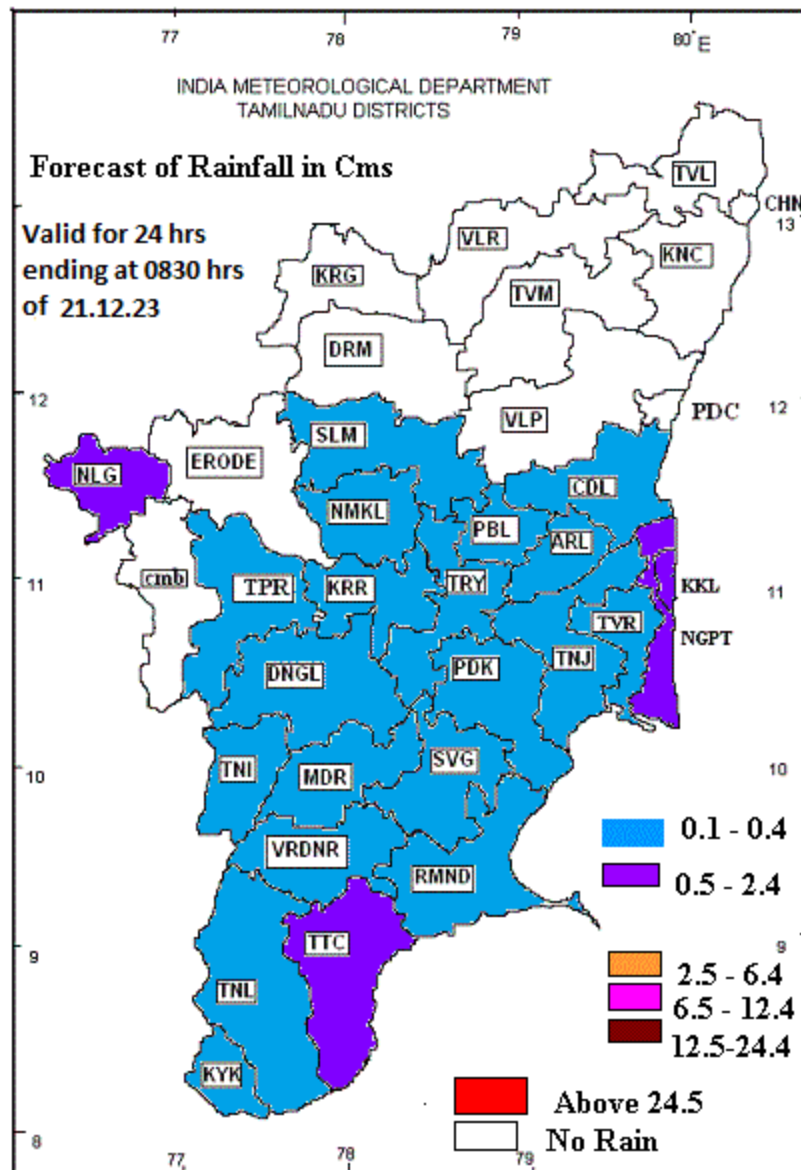 77 78 79 80°E
INDIA METEOROLOGICAL DEPARTMENT
TAMILNADU DISTRICTS
Forecast of Rainfall in Cms
TVL
CHN
13
Valid for 24 hrs
ending at 0830 hrs
of 21.12.23
VLR
KNC
KRG
TVM
DRM
12
12
PDC
VLP
SLM
ERODE
NLG
CDL
NMKL
PBL
ARL
11
cmb
TPR
KRR
TRY
KKL
11
TVR
NGPT
DNGL
PDK
TNJ
10
TNI
MDR
SVG
10
0.1 - 0.4
VRDNR
RMND
0.5 - 2.4
9
TTC
9
2.5 - 6.4
TNL
6.5 - 12.4
12.5-24.4
KYK
Above 24.5
8
No Rain
77 78 79